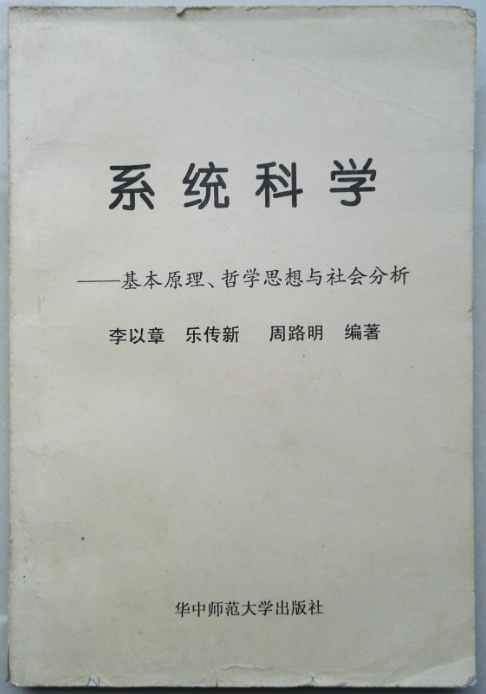 系统科学
——基本原理、哲学思想与社会分析
李以章 乐传新 周路明 编著
华中师范大学出版社